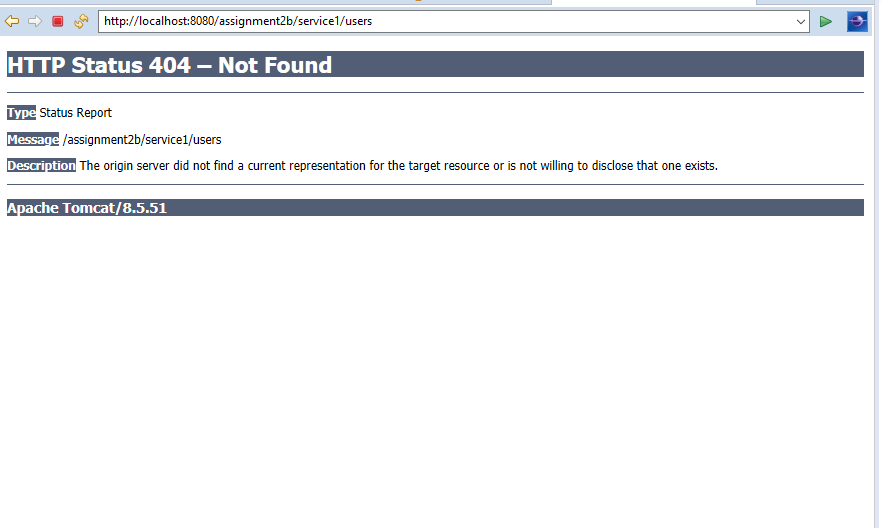 http://localhost:8080/assignment2b/service1/users
HTTP Status 404 – Not Found
Type Status Report
Message /assignment2b/service1/users
Description The origin server did not find a current representation for the target resource or is not willing to disclose that one exists.
Apache Tomcat/8.5.51